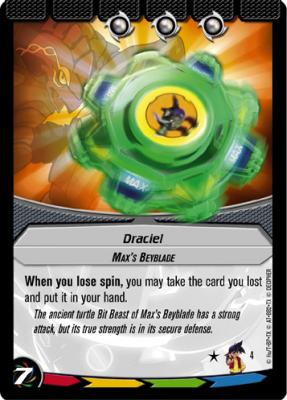 MAX
MAX
Draciel
MAX'S BEYBLADE
When you lose spin, you may take the card you lost
and put it in your hand.
The ancient turtle Bit Beast of Max's Beyblade has a strong
attack, but its true strength is in its secure defense.
7
4